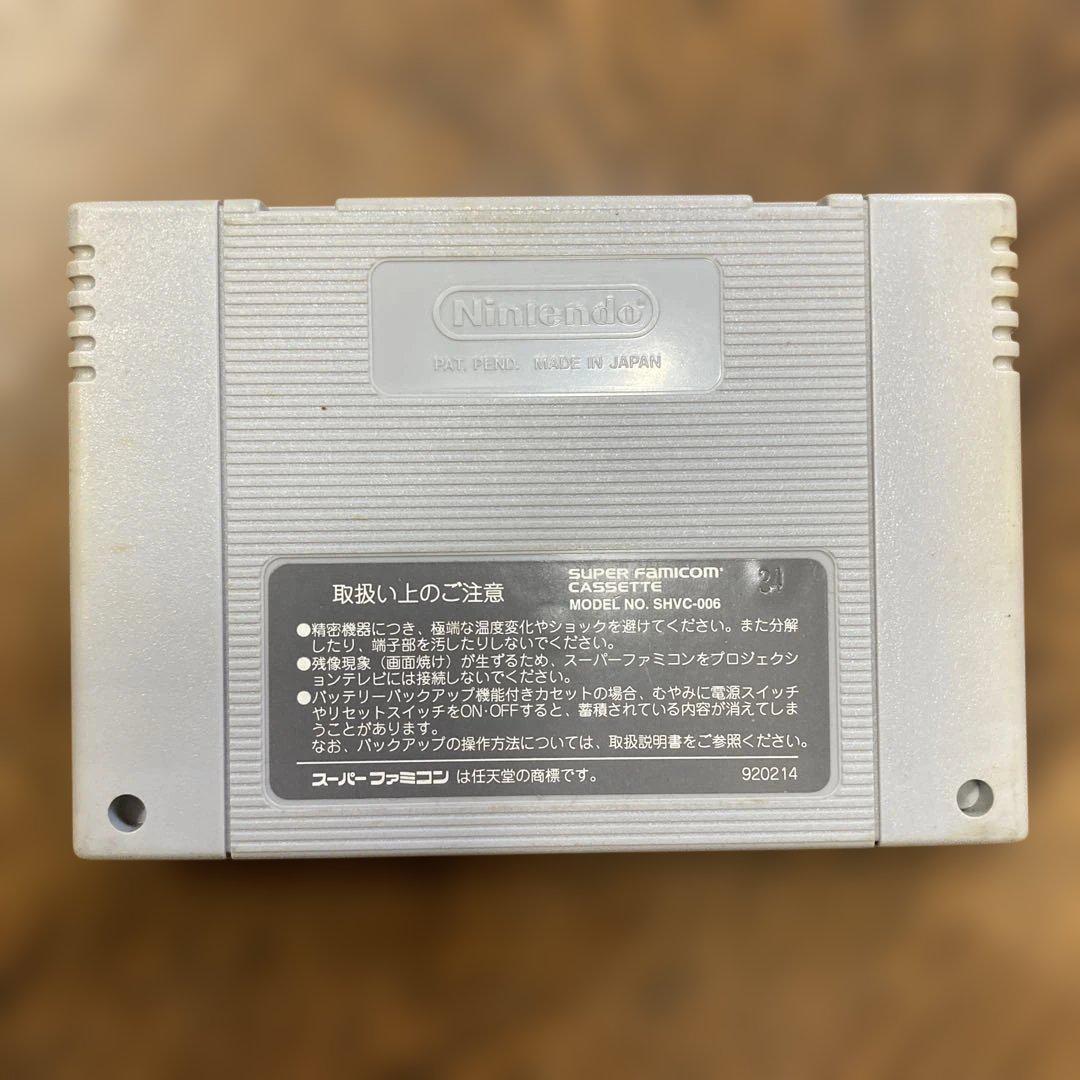 Nintendo®
PAT. PEND. MADE IN JAPAN
取扱い上のご注意
SUPER FAMICOM®
CASSETTE
MODEL NO. SHVC-006
●精密機器につき、極端な温度変化やショックを避けてください。また分解
したり、端子部を汚したりしないでください。
●残像現象（画面焼け）が生ずるため、スーパーファミコンをプロジェクシ
ョンテレビには接続しないでください。
●バッテリーバックアップ機能付きカセットの場合、むやみに電源スイッチ
やリセットスイッチをON·OFFすると、蓄積されている内容が消えてしま
うことがあります。
なお、バックアップの操作方法については、取扱説明書をご参照ください。
スーパーファミコン は任天堂の商標です。
920214